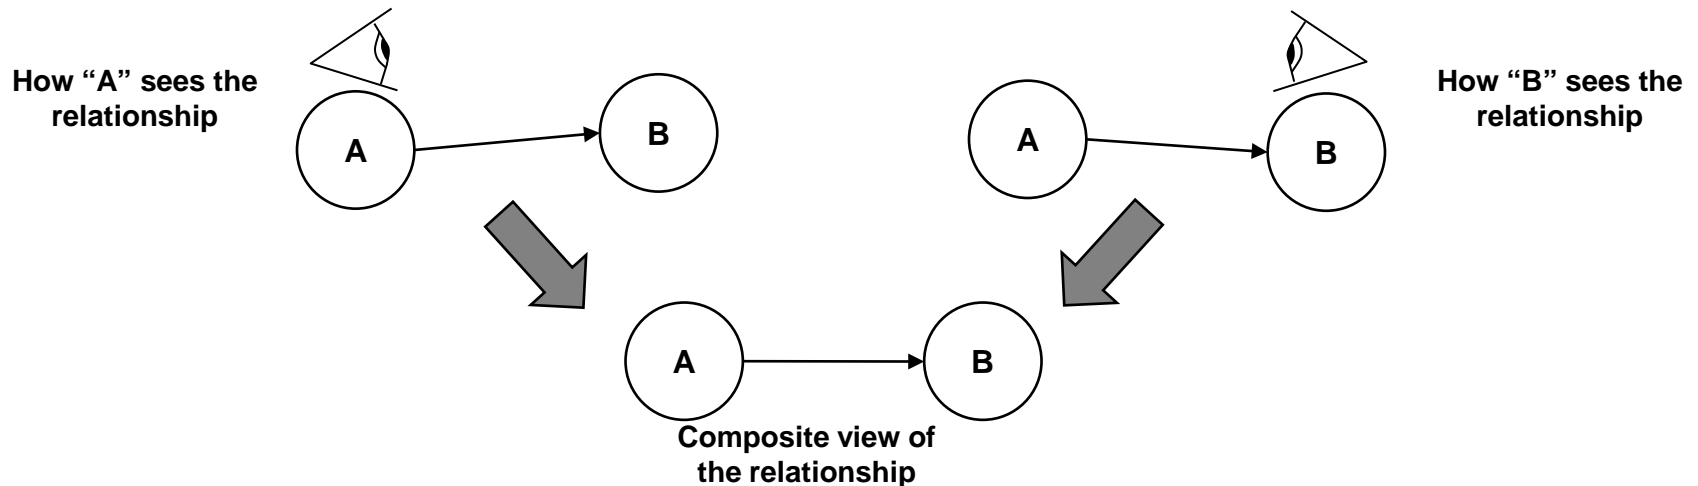 How “A” sees the
relationship
A
B
A
B
How “B” sees the
relationship
A
B
Composite view of
the relationship